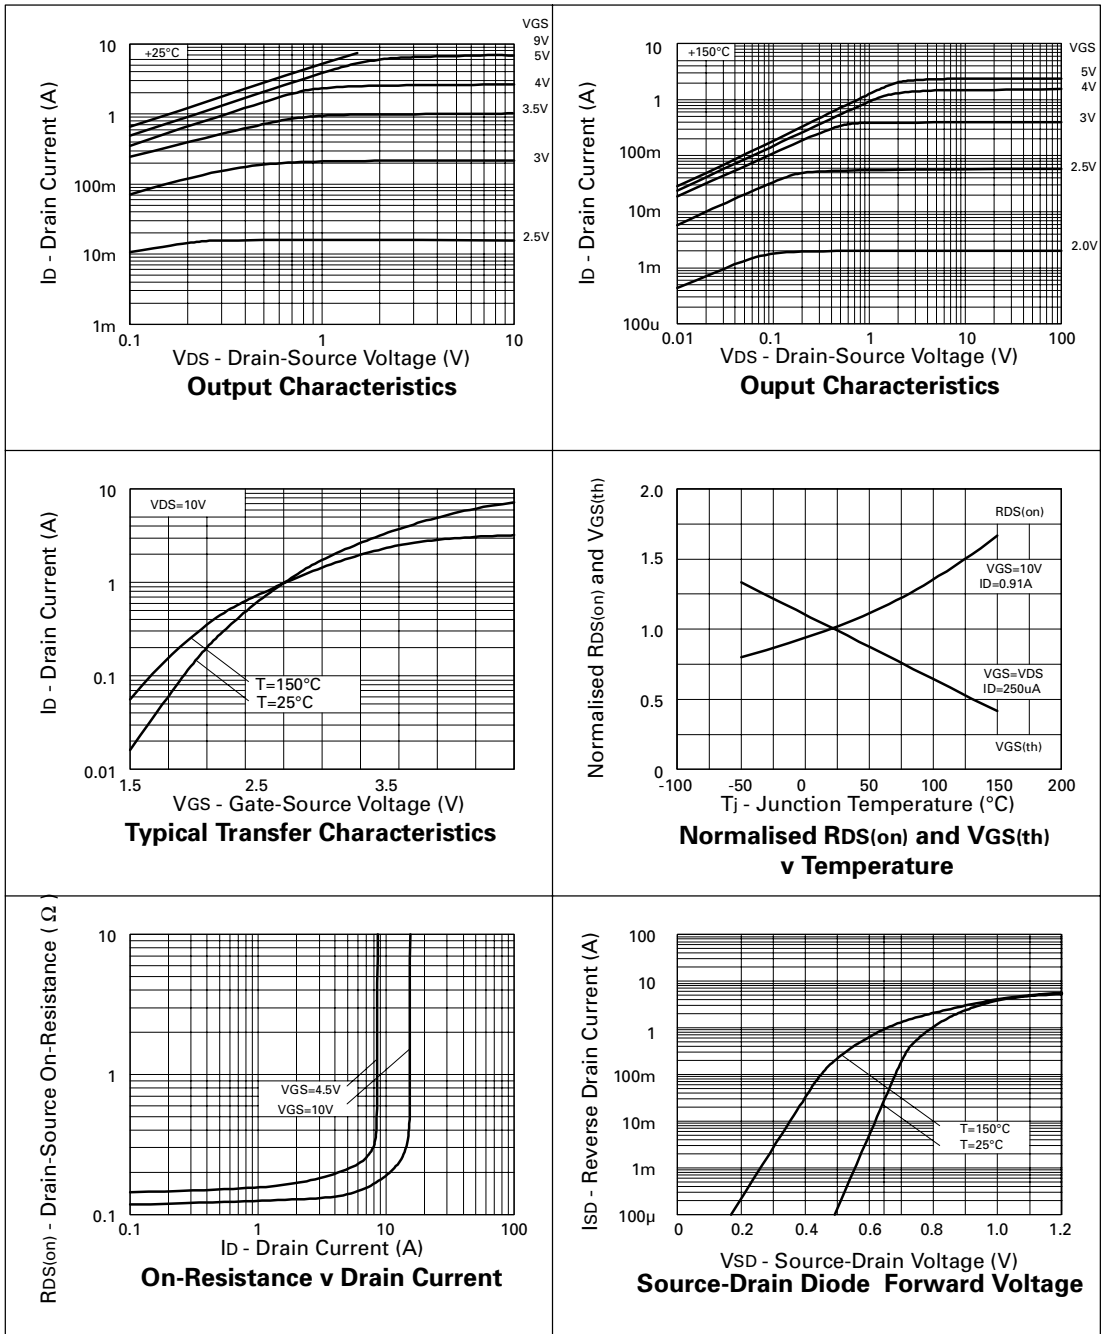 VGS
9V
5V
4V
3.5V
3V
2.5V
+25°C
10
1
100m
10m
1m
0.1
1
10
ID - Drain Current (A)
VDS - Drain-Source Voltage (V)
Output Characteristics
VGS
5V
4V
3V
2.5V
2.0V
+150°C
10
1
100m
10m
1m
100u
0.01
0.1
1
10
100
ID - Drain Current (A)
VDS - Drain-Source Voltage (V)
Ouput Characteristics
VDS=10V
10
1
0.1
0.01
T=150°C
T=25°C
1.5
2.5
3.5
ID - Drain Current (A)
VGS - Gate-Source Voltage (V)
Typical Transfer Characteristics
2.0
1.5
1.0
0.5
0
RDS(on)
VGS=10V
ID=0.91A
VGS=VDS
ID=250uA
VGS(th)
-100
-50
0
50
100
150
200
Normalised RDS(on) and VGS(th)
Tj - Junction Temperature (°C)
Normalised RDS(on) and VGS(th)
v Temperature
10
1
0.1
VGS=4.5V
VGS=10V
0.1
1
10
100
RDS(on) - Drain-Source On-Resistance (Ω)
ID - Drain Current (A)
On-Resistance v Drain Current
100
10
1
100m
10m
1m
100µ
T=150°C
T=25°C
0
0.2
0.4
0.6
0.8
1.0
1.2
ISD - Reverse Drain Current (A)
VSD - Source-Drain Voltage (V)
Source-Drain Diode Forward Voltage